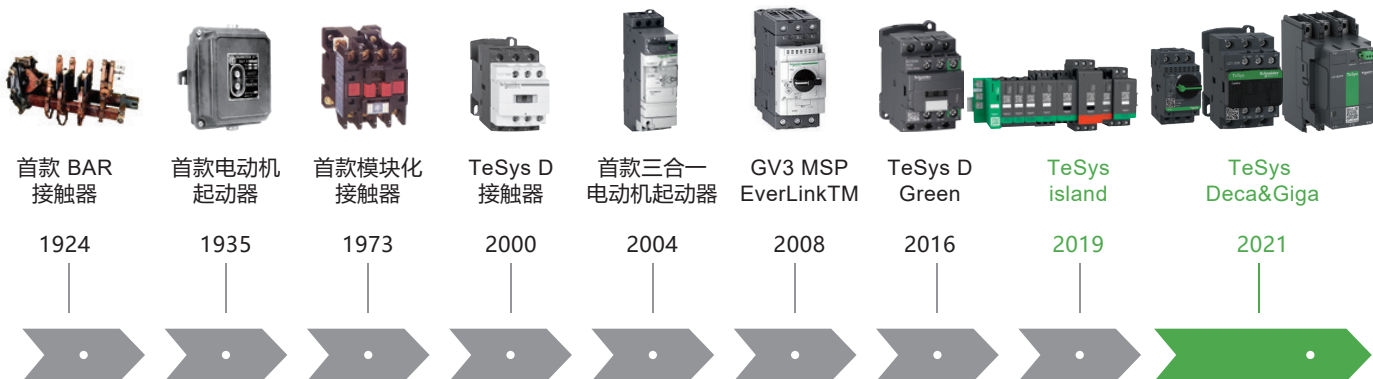 首款 BAR
接触器
1924
首款电动机
起动器
1935
首款模块化
接触器
1973
TeSys D
接触器
2000
首款三合一
电动机起动器
2004
GV3 MSP
EverLinkTM
2008
TeSys D
Green
2016
TeSys
island
2019
TeSys
Deca&Giga
2021